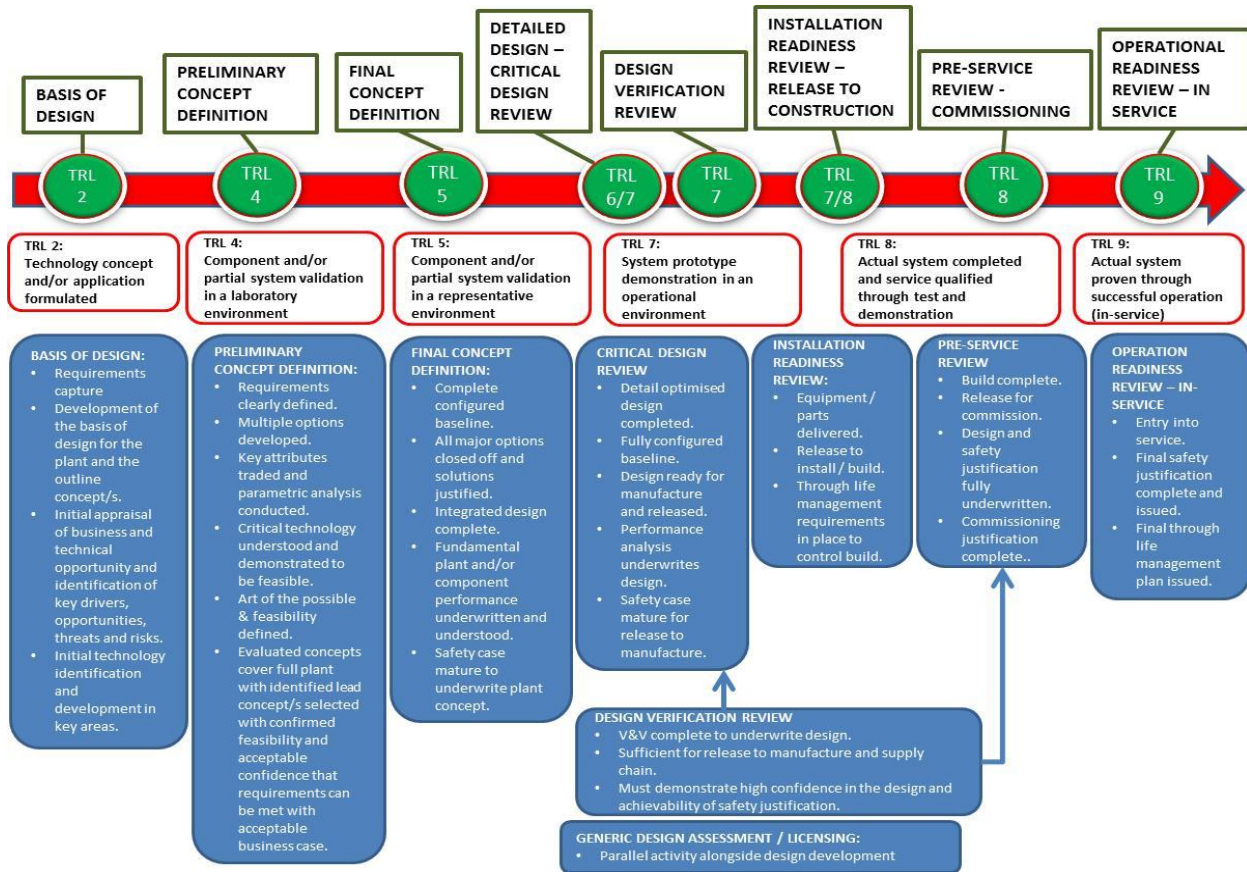 BASIS OF
DESIGN
PRELIMINARY
CONCEPT
DEFINITION
FINAL
CONCEPT
DEFINITION
DETAILED
DESIGN –
CRITICAL
DESIGN
REVIEW
DESIGN
VERIFICATION
REVIEW
INSTALLATION
READINESS
REVIEW –
RELEASE TO
CONSTRUCTION
PRE-SERVICE
REVIEW -
COMMISSIONING
OPERATIONAL
READINESS
REVIEW – IN
SERVICE
TRL
2
TRL
4
TRL
5
TRL
6/7
TRL
7
TRL
7/8
TRL
8
TRL
9
TRL 2:
Technology concept
and/or application
formulated
TRL 4:
Component and/or
partial system validation
in a laboratory
environment
TRL 5:
Component and/or
partial system validation
in a representative
environment
TRL 7:
System prototype
demonstration in an
operational
environment
TRL 8:
Actual system completed
and service qualified
through test and
demonstration
TRL 9:
Actual system
proven through
successful operation
(in-service)
BASIS OF DESIGN:
• Requirements
capture
• Development of
the basis of
design for the
plant and the
outline concept/s.
• Initial appraisal of
business and
technical
opportunity and
identification of
key drivers,
opportunities,
threats and risks.
• Initial technology
identification
and
development in
key areas.
PRELIMINARY
CONCEPT DEFINITION:
• Requirements
clearly defined.
• Multiple options
developed.
• Key attributes
traded and
parametric analysis
conducted.
• Critical technology
understood and
demonstrated to
be feasible.
• Art of the possible
& feasibility
defined.
• Evaluated concepts
cover full plant
with identified lead
concept/s selected
with confirmed
feasibility and
acceptable
confidence that
requirements can
be met with
acceptable
business case.
FINAL CONCEPT
DEFINITION:
• Complete
configured
baseline.
• All major options
closed off and
solutions
justified.
• Integrated design
complete.
• Fundamental
plant and/or
component
performance
underwritten and
understood.
• Safety case
mature to
underwrite plant
concept.
CRITICAL DESIGN
REVIEW
• Detail optimised
design
completed.
• Fully configured
baseline.
• Design ready for
manufacture
and released.
• Performance
analysis
underwrites
design.
• Safety case
mature for
release to
manufacture.
INSTALLATION
READINESS
REVIEW:
• Equipment /
parts
delivered.
• Release to
install / build.
• Through life
management
requirements
in place to
control build.
PRE-SERVICE
REVIEW
• Build complete.
• Release for
commission.
• Design and
safety
justification
fully
underwritten.
• Commissioning
justification
complete..
OPERATION
READINESS
REVIEW – IN-
SERVICE
• Entry into
service.
• Final safety
justification
complete and
issued.
• Final through
life
management
plan issued.
DESIGN VERIFICATION REVIEW
• V&V complete to underwrite design.
• Sufficient for release to manufacture and supply
chain.
• Must demonstrate high confidence in the design and
achievability of safety justification.
GENERIC DESIGN ASSESSMENT / LICENSING:
• Parallel activity alongside design development